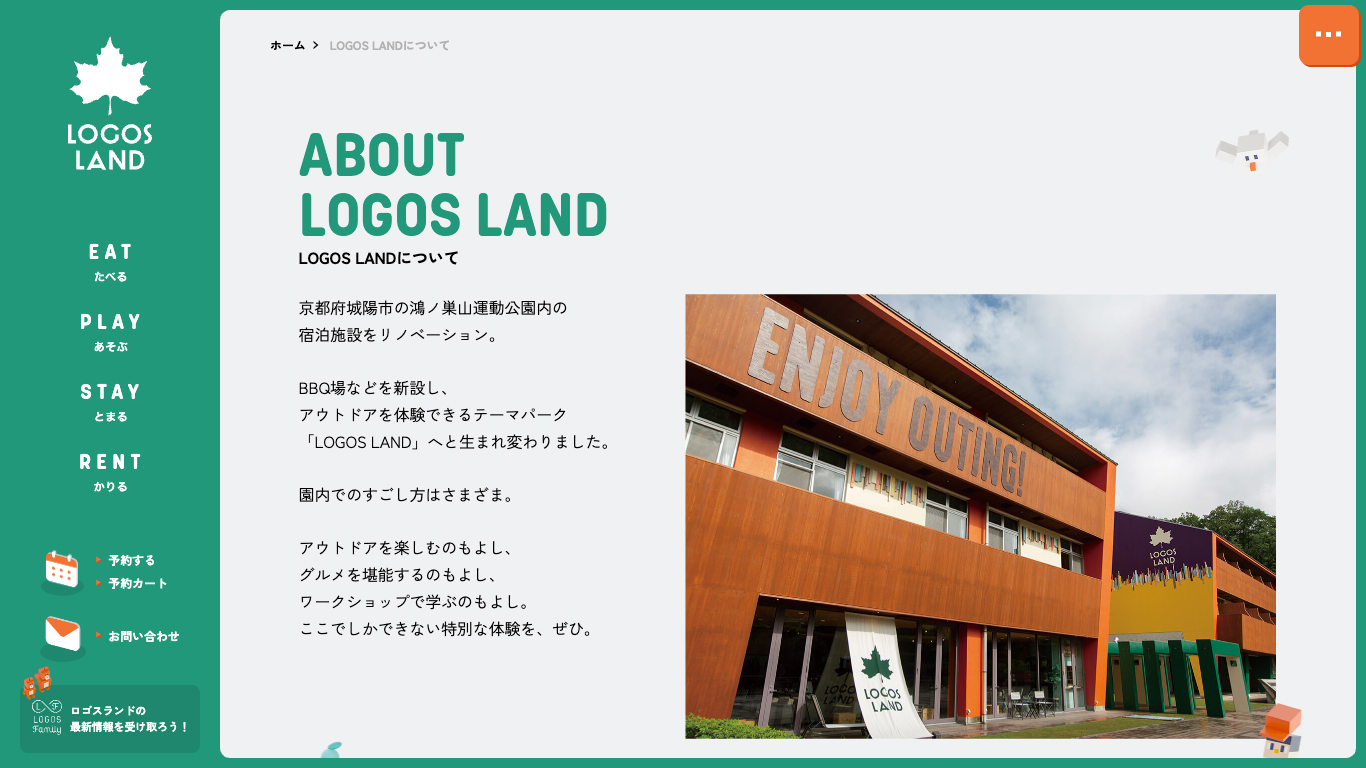 LOGOS
LAND
EAT
たべる
PLAY
あそぶ
STAY
とまる
RENT
かりる
予約する
予約カート
お問い合わせ
LF
LOGOS
Family
ロゴスランドの
最新情報を受け取ろう！
ホーム
LOGOS LANDについて
ABOUT
LOGOS LAND
LOGOS LANDについて
京都府城陽市の鴻ノ巣山運動公園内の
宿泊施設をリノベーション。
BBQ場などを新設し、
アウトドアを体験できるテーマパーク
「LOGOS LAND」へと生まれ変わりました。
園内でのすごし方はさまざま。
アウトドアを楽しむのもよし、
グルメを堪能するのもよし、
ワークショップで学ぶのもよし。
ここでしかできない特別な体験を、ぜひ。
ENJOY OUTING!
LOGOS
LAND
LOGOS
LAND